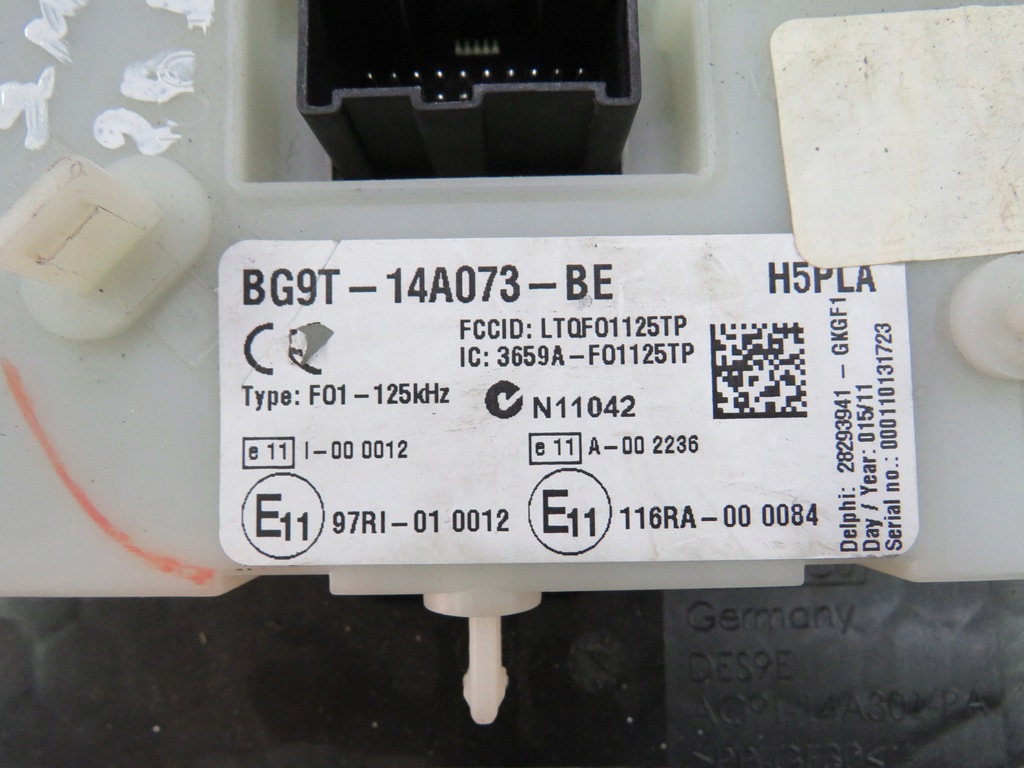 BG9T-14A073-BE
H5PLA
CE
FCCID: LTQF01125TP
IC: 3659A-F01125TP
Type: F01-125kHz
N11042
e 11 I-00 0012
e 11 A-00 2236
E11 97RI-01 0012
E11 116RA-00 0084
Delphi: 28293941 - GKGF1
Day / Year: 015/11
Serial no.: 000110131723
Germany
DES9E